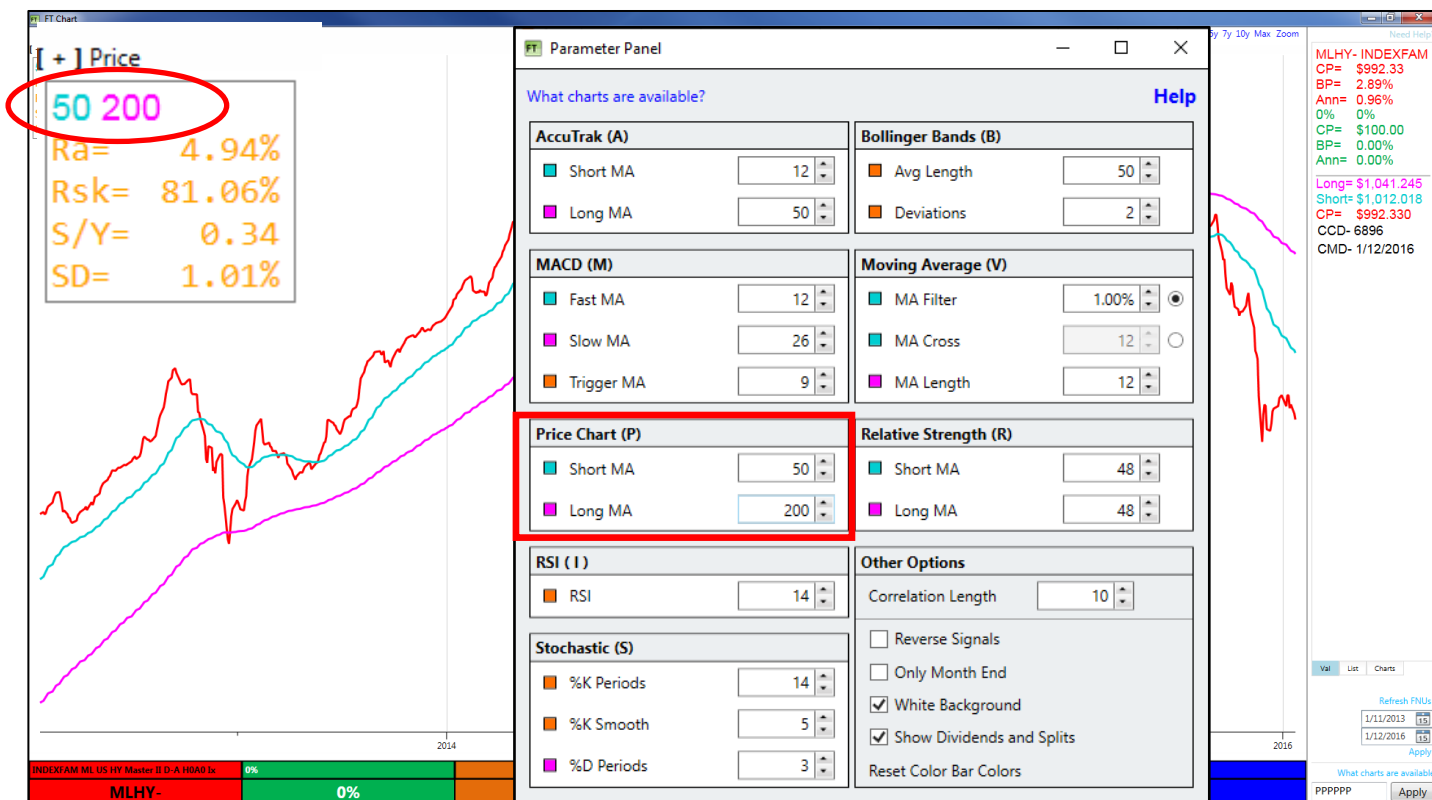 FT Chart
[ + ] Price
50 200
Ra= 4.94%
Rsk= 81.06%
S/Y= 0.34
SD= 1.01%
FT Parameter Panel
What charts are available? Help
AccuTrak (A)
Short MA 12
Long MA 50
Bollinger Bands (B)
Avg Length 50
Deviations 2
MACD (M)
Fast MA 12
Slow MA 26
Trigger MA 9
Moving Average (V)
MA Filter 1.00%
MA Cross 12
MA Length 12
Price Chart (P)
Short MA 50
Long MA 200
Relative Strength (R)
Short MA 48
Long MA 48
RSI ( I )
RSI 14
Other Options
Correlation Length 10
Reverse Signals
Only Month End
White Background
Show Dividends and Splits
Reset Color Bar Colors
Stochastic (S)
%K Periods 14
%K Smooth 5
%D Periods 3
5y 7y 10y Max Zoom
Need Help
MLHY- INDEXFAM
CP= $992.33
BP= 2.89%
Ann= 0.96%
0% 0%
CP= $100.00
BP= 0.00%
Ann= 0.00%
Long= $1,041.245
Short= $1,012.018
CP= $992.330
CCD- 6896
CMD- 1/12/2016
Val List Charts
Refresh FNUs
1/11/2013 15
1/12/2016 15
Apply
What charts are available
PPPPPP Apply
2014
2016
INDEXFAM ML US HY Master II D-A H0A0 Ix 0%
MLHY- 0%